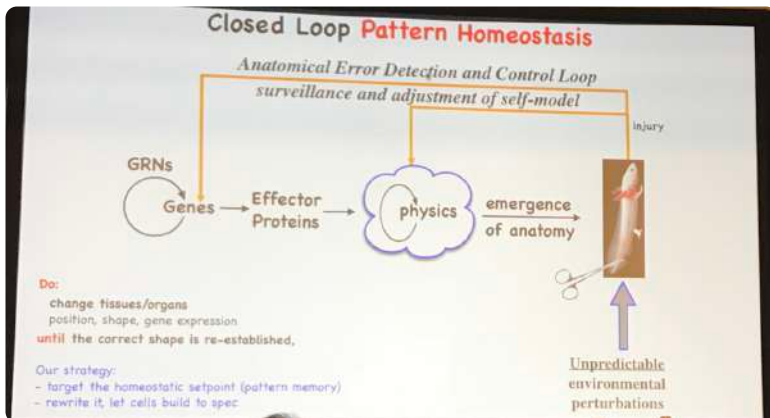 Closed Loop Pattern Homeostasis
Anatomical Error Detection and Control Loop
surveillance and adjustment of self-model
injury
GRNs
Genes
Effector
Proteins
physics
emergence
of anatomy
Do:
change tissues/organs
position, shape, gene expression
until the correct shape is re-established.
Our strategy:
- target the homeostatic setpoint (pattern memory)
- rewrite it, let cells build to spec
Unpredictable
environmental
perturbations